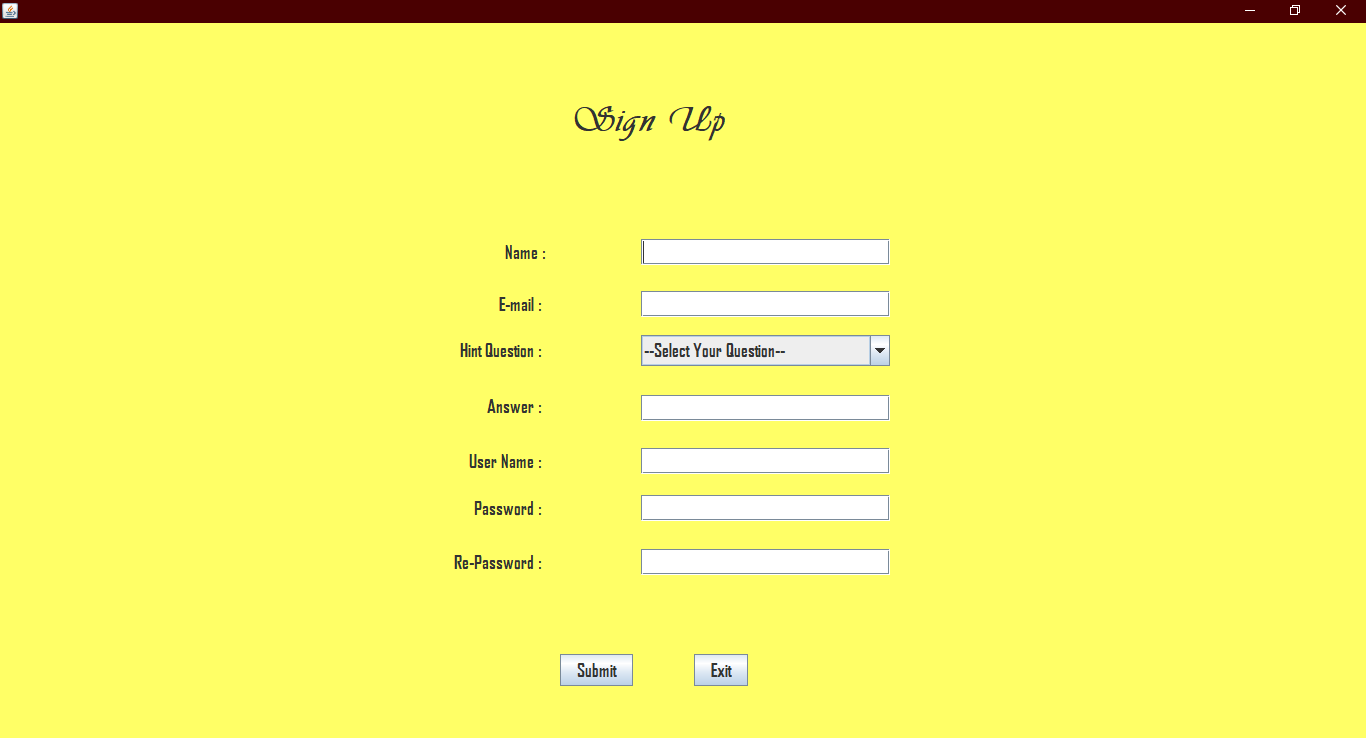 Sign Up
Name :
E-mail :
Hint Question :
--Select Your Question--
Answer :
User Name :
Password :
Re-Password :
Submit
Exit